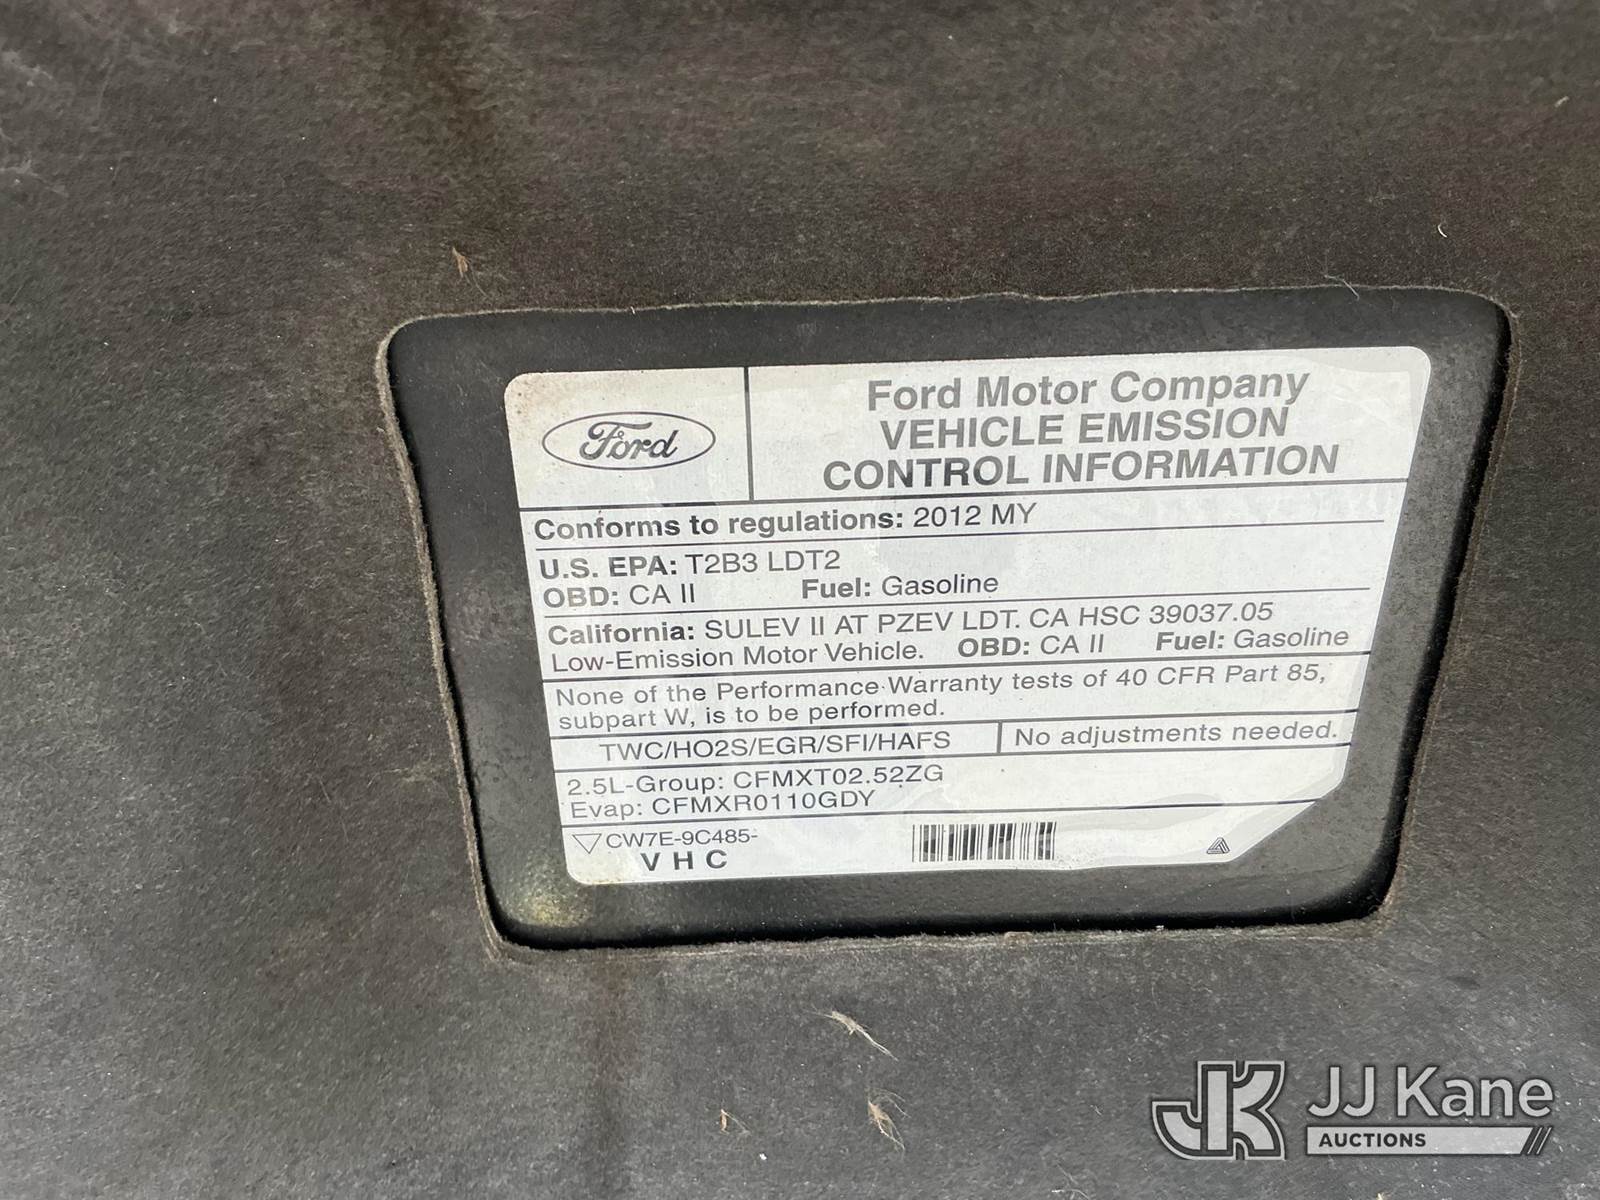 Ford
Ford Motor Company
VEHICLE EMISSION
CONTROL INFORMATION
Conforms to regulations: 2012 MY
U.S. EPA: T2B3 LDT2
OBD: CA II Fuel: Gasoline
California: SULEV II AT PZEV LDT. CA HSC 39037.05
Low-Emission Motor Vehicle. OBD: CA II Fuel: Gasoline
None of the Performance Warranty tests of 40 CFR Part 85,
subpart W, is to be performed.
TWC/HO2S/EGR/SFI/HAFS No adjustments needed.
2.5L-Group: CFMXT02.52ZG
Evap: CFMXR0110GDY
CW7E-9C485-
V H C
JK JJ Kane
AUCTIONS